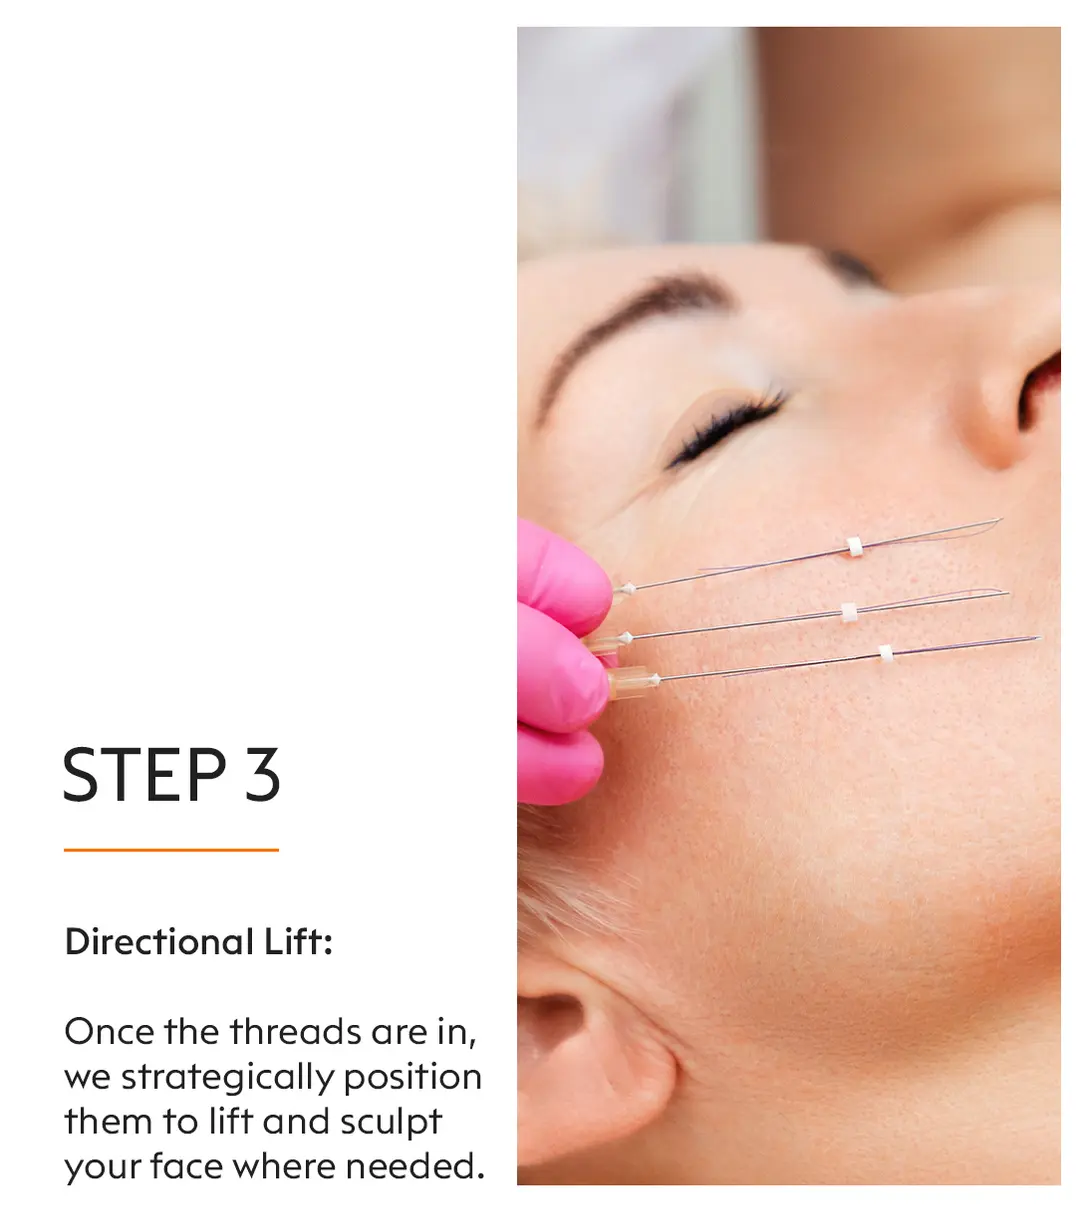 STEP 3
Directional Lift:
Once the threads are in,
we strategically position
them to lift and sculpt
your face where needed.